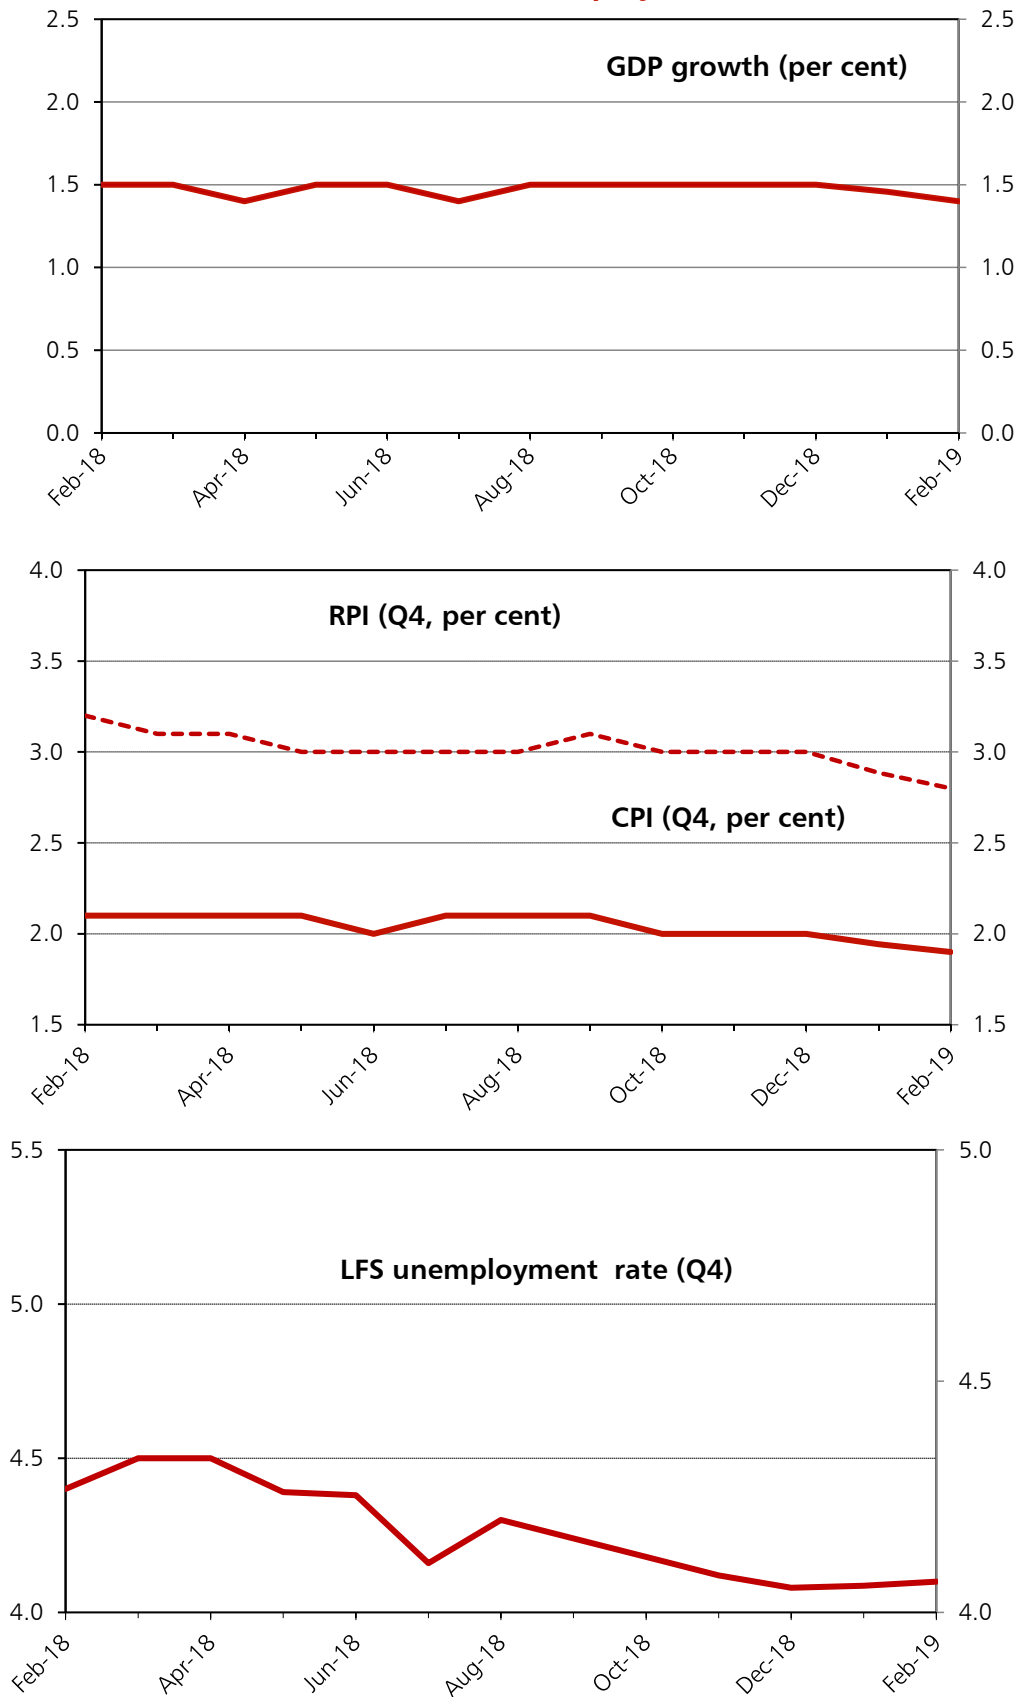 GDP growth (per cent)
2.5 2.5
2.0 2.0
1.5 1.5
1.0 1.0
0.5 0.5
0.0 0.0
Feb-18 Apr-18 Jun-18 Aug-18 Oct-18 Dec-18 Feb-19
4.0 4.0
RPI (Q4, per cent)
3.5 3.5
3.0 3.0
CPI (Q4, per cent)
2.5 2.5
2.0 2.0
1.5 1.5
Feb-18 Apr-18 Jun-18 Aug-18 Oct-18 Dec-18 Feb-19
5.5 5.0
LFS unemployment rate (Q4)
5.0
4.5
4.5
4.0 4.0
Feb-18 Apr-18 Jun-18 Aug-18 Oct-18 Dec-18 Feb-19